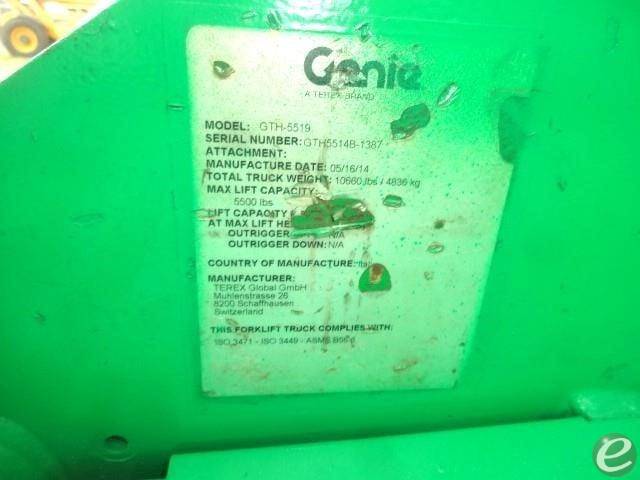 Genie
A TEREX BRAND
MODEL: GTH-5519
SERIAL NUMBER: GTH5514B-1387
ATTACHMENT:
MANUFACTURE DATE: 05/16/14
TOTAL TRUCK WEIGHT: 10660 lbs / 4836 kg
MAX LIFT CAPACITY:
5500 lbs
LIFT CAPACITY
AT MAX LIFT
OUTRIGGER N/A
OUTRIGGER DOWN: N/A
COUNTRY OF MANUFACTURE:
MANUFACTURER:
TEREX Global GmbH
Muhlenstrasse 26
8200 Schaffhausen
Switzerland
THIS FORKLIFT TRUCK COMPLIES WITH:
ISO 3471 - ISO 3449 - ASME B56.6
e